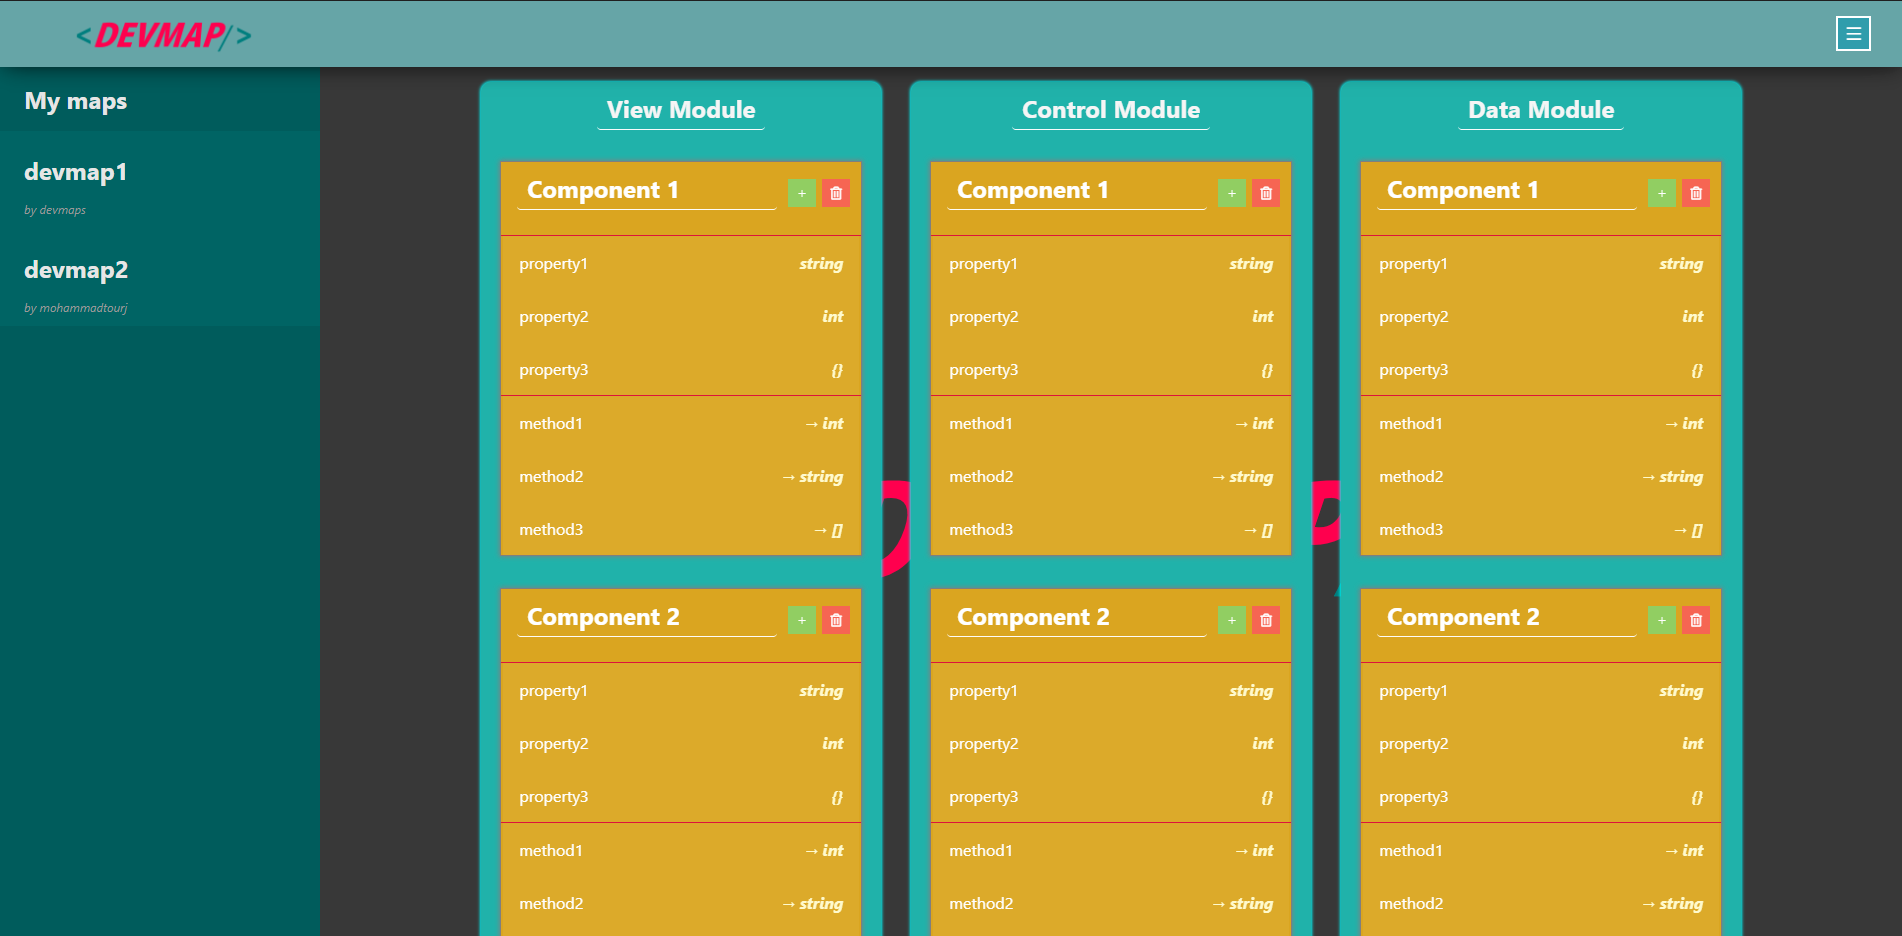 <DEVMAP/>
☰
My maps
devmap1
by devmaps
devmap2
by mohammadtourj
View Module
Component 1
+
property1 string
property2 int
property3 {}
method1 → int
method2 → string
method3 → []
Component 2
+
property1 string
property2 int
property3 {}
method1 → int
method2 → string
Control Module
Component 1
+
property1 string
property2 int
property3 {}
method1 → int
method2 → string
method3 → []
Component 2
+
property1 string
property2 int
property3 {}
method1 → int
method2 → string
Data Module
Component 1
+
property1 string
property2 int
property3 {}
method1 → int
method2 → string
method3 → []
Component 2
+
property1 string
property2 int
property3 {}
method1 → int
method2 → string